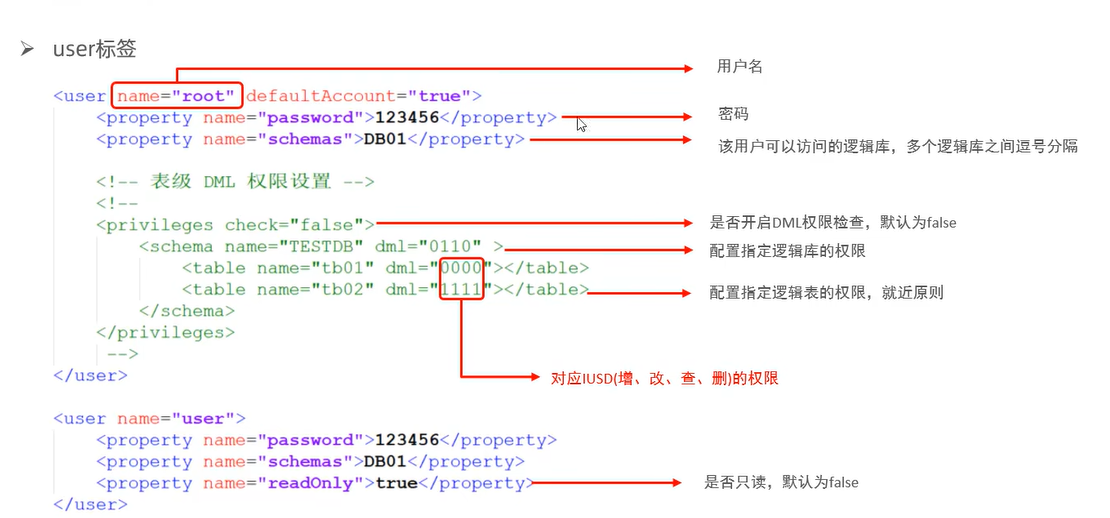 ➢ user标签
用户名
<user name="root" defaultAccount="true">
<property name="password">123456</property>
密码
<property name="schemas">DB01</property>
该用户可以访问的逻辑库，多个逻辑库之间逗号分隔
<!-- 表级 DML 权限设置 -->
<!--
<privileges check="false">
是否开启DML权限检查，默认为false
<schema name="TESTDB" dml="0110" >
配置指定逻辑库的权限
<table name="tb01" dml="0000"></table>
<table name="tb02" dml="1111"></table>
配置指定逻辑表的权限，就近原则
</schema>
</privileges>
-->
</user>
对应IUSD(增、改、查、删)的权限
<user name="user">
<property name="password">123456</property>
<property name="schemas">DB01</property>
<property name="readOnly">true</property>
是否只读，默认为false
</user>